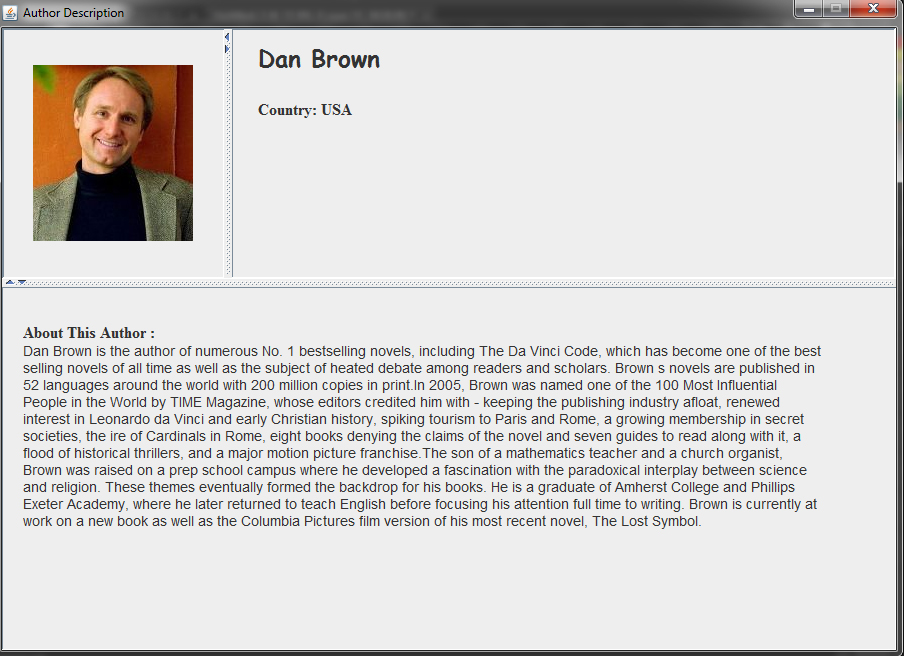 Author Description
Dan Brown
Country: USA
About This Author :
Dan Brown is the author of numerous No. 1 bestselling novels, including The Da Vinci Code, which has become one of the best
selling novels of all time as well as the subject of heated debate among readers and scholars. Brown s novels are published in
52 languages around the world with 200 million copies in print.In 2005, Brown was named one of the 100 Most Influential
People in the World by TIME Magazine, whose editors credited him with - keeping the publishing industry afloat, renewed
interest in Leonardo da Vinci and early Christian history, spiking tourism to Paris and Rome, a growing membership in secret
societies, the ire of Cardinals in Rome, eight books denying the claims of the novel and seven guides to read along with it, a
flood of historical thrillers, and a major motion picture franchise.The son of a mathematics teacher and a church organist,
Brown was raised on a prep school campus where he developed a fascination with the paradoxical interplay between science
and religion. These themes eventually formed the backdrop for his books. He is a graduate of Amherst College and Phillips
Exeter Academy, where he later returned to teach English before focusing his attention full time to writing. Brown is currently at
work on a new book as well as the Columbia Pictures film version of his most recent novel, The Lost Symbol.